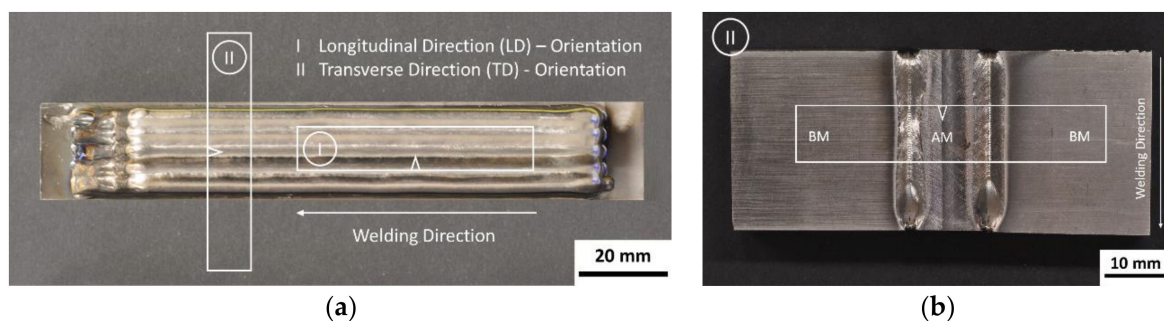 II
I Longitudinal Direction (LD) – Orientation
II Transverse Direction (TD) - Orientation
I
Welding Direction
20 mm
(a)
II
BM
AM
BM
Welding Direction
10 mm
(b)